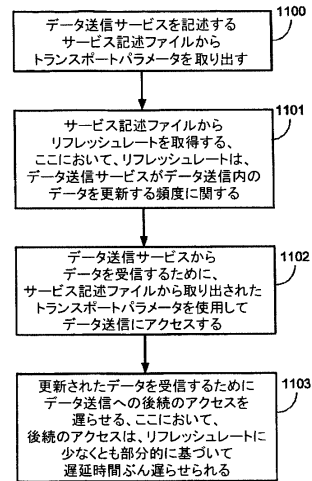 1100
データ送信サービスを記述する
サービス記述ファイルから
トランスポートパラメータを取り出す
1101
サービス記述ファイルから
リフレッシュレートを取得する、
ここにおいて、リフレッシュレートは、
データ送信サービスがデータ送信内の
データを更新する頻度に関する
1102
データ送信サービスから
データを受信するために、
サービス記述ファイルから取り出された
トランスポートパラメータを使用して
データ送信にアクセスする
1103
更新されたデータを受信するために
データ送信への後続のアクセスを
遅らせる、ここにおいて、
後続のアクセスは、リフレッシュレートに
少なくとも部分的に基づいて
遅延時間ぶん遅らせられる